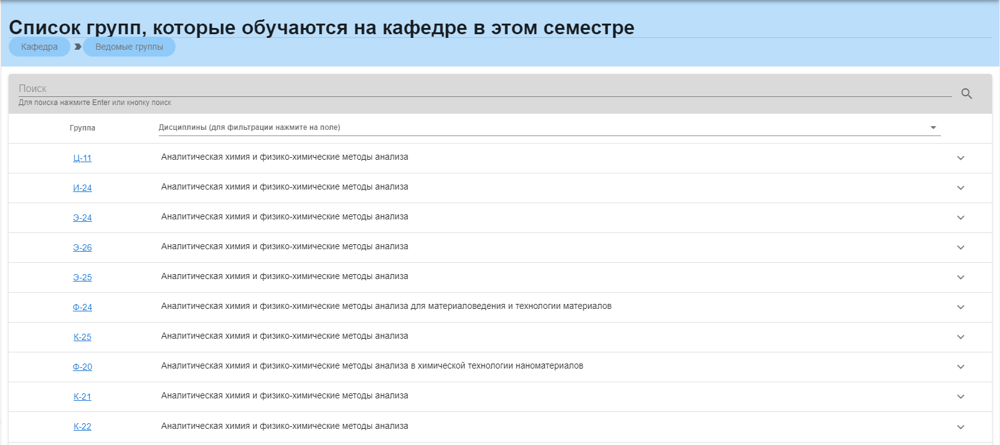 Список групп, которые обучаются на кафедре в этом семестре
Кафедра Ведомые группы
Поиск
Для поиска нажмите Enter или кнопку поиск
Группа Дисциплины (для фильтрации нажмите на поле)
Ц-11 Аналитическая химия и физико-химические методы анализа
И-24 Аналитическая химия и физико-химические методы анализа
Э-24 Аналитическая химия и физико-химические методы анализа
Э-26 Аналитическая химия и физико-химические методы анализа
Э-25 Аналитическая химия и физико-химические методы анализа
Ф-24 Аналитическая химия и физико-химические методы анализа для материаловедения и технологии материалов
К-25 Аналитическая химия и физико-химические методы анализа
Ф-20 Аналитическая химия и физико-химические методы анализа в химической технологии наноматериалов
К-21 Аналитическая химия и физико-химические методы анализа
К-22 Аналитическая химия и физико-химические методы анализа